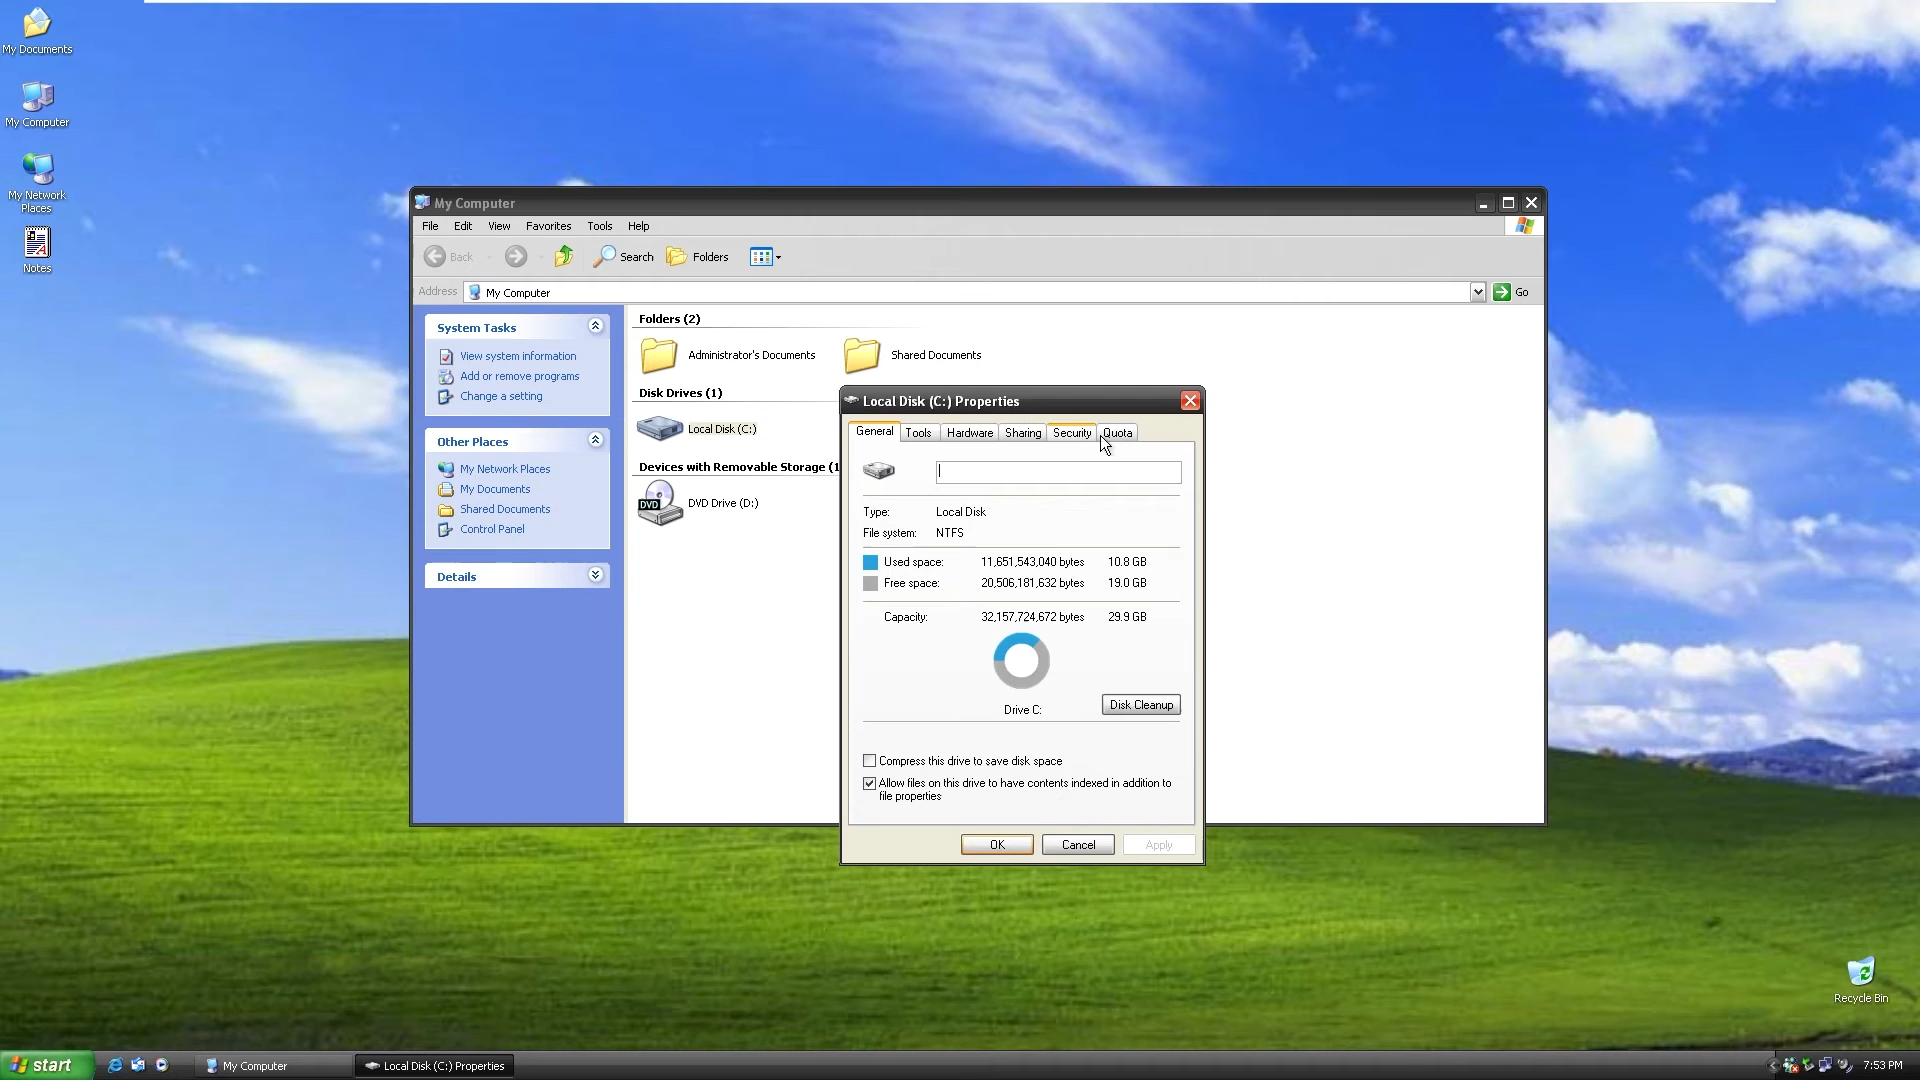 My Documents
My Computer
My Network
Places
Notes
My Computer
File Edit View Favorites Tools Help
Back Search Folders
Address My Computer Go
System Tasks
View system information
Add or remove programs
Change a setting
Other Places
My Network Places
My Documents
Shared Documents
Control Panel
Details
Folders (2)
Administrator's Documents Shared Documents
Disk Drives (1)
Local Disk (C:)
Devices with Removable Storage (1
DVD
DVD Drive (D:)
Local Disk (C:) Properties
General Tools Hardware Sharing Security Quota
Type: Local Disk
File system: NTFS
Used space: 11,651,543,040 bytes 10.8 GB
Free space: 20,506,181,632 bytes 19.0 GB
Capacity: 32,157,724,672 bytes 29.9 GB
Drive C: Disk Cleanup
Compress this drive to save disk space
Allow files on this drive to have contents indexed in addition to
file properties
OK Cancel Apply
Recycle Bin
start My Computer Local Disk (C:) Properties 7:53 PM